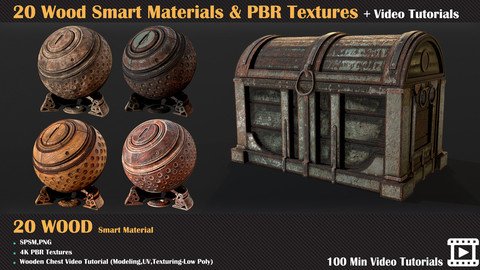 20 Wood Smart Materials & PBR Textures + Video Tutorials
20 WOOD Smart Material
SPSM,PNG
4K PBR Textures
Wooden Chest Video Tutorial (Modeling,UV,Texturing-Low Poly)
100 Min Video Tutorials